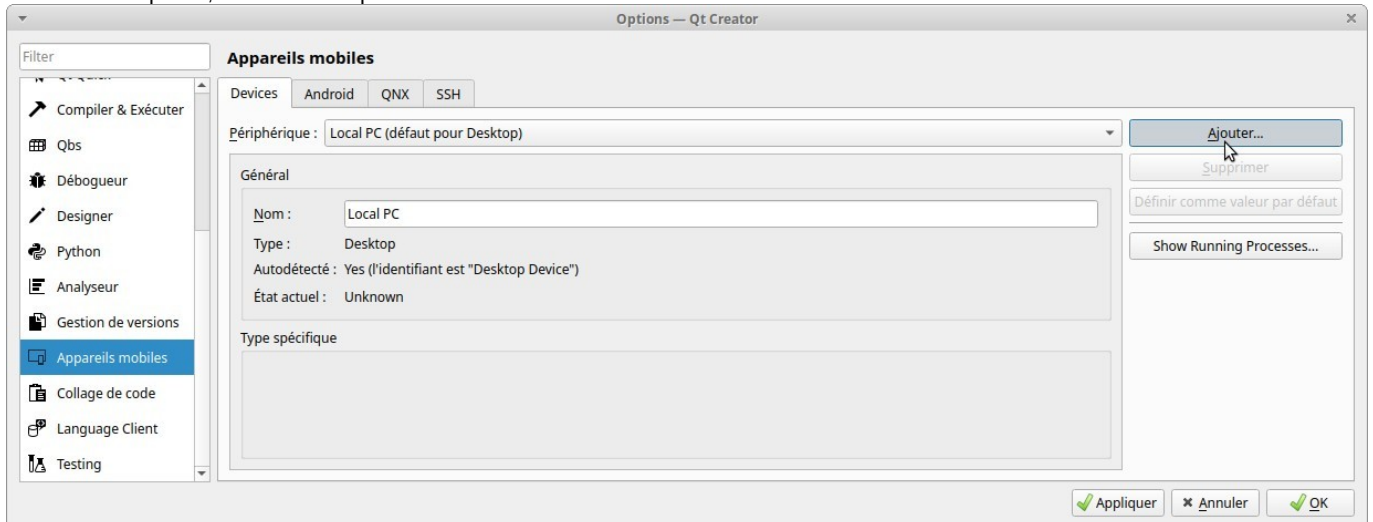 Options — Qt Creator
Filter
Appareils mobiles
Compiler & Exécuter
Qbs
Débogueur
Designer
Python
Analyseur
Gestion de versions
Appareils mobiles
Collage de code
Language Client
Testing
Devices Android QNX SSH
Périphérique : Local PC (défaut pour Desktop)
Général
Nom : Local PC
Type : Desktop
Autodétecté : Yes (l'identifiant est "Desktop Device")
État actuel : Unknown
Type spécifique
Ajouter...
Supprimer
Définir comme valeur par défaut
Show Running Processes...
Appliquer Annuler OK